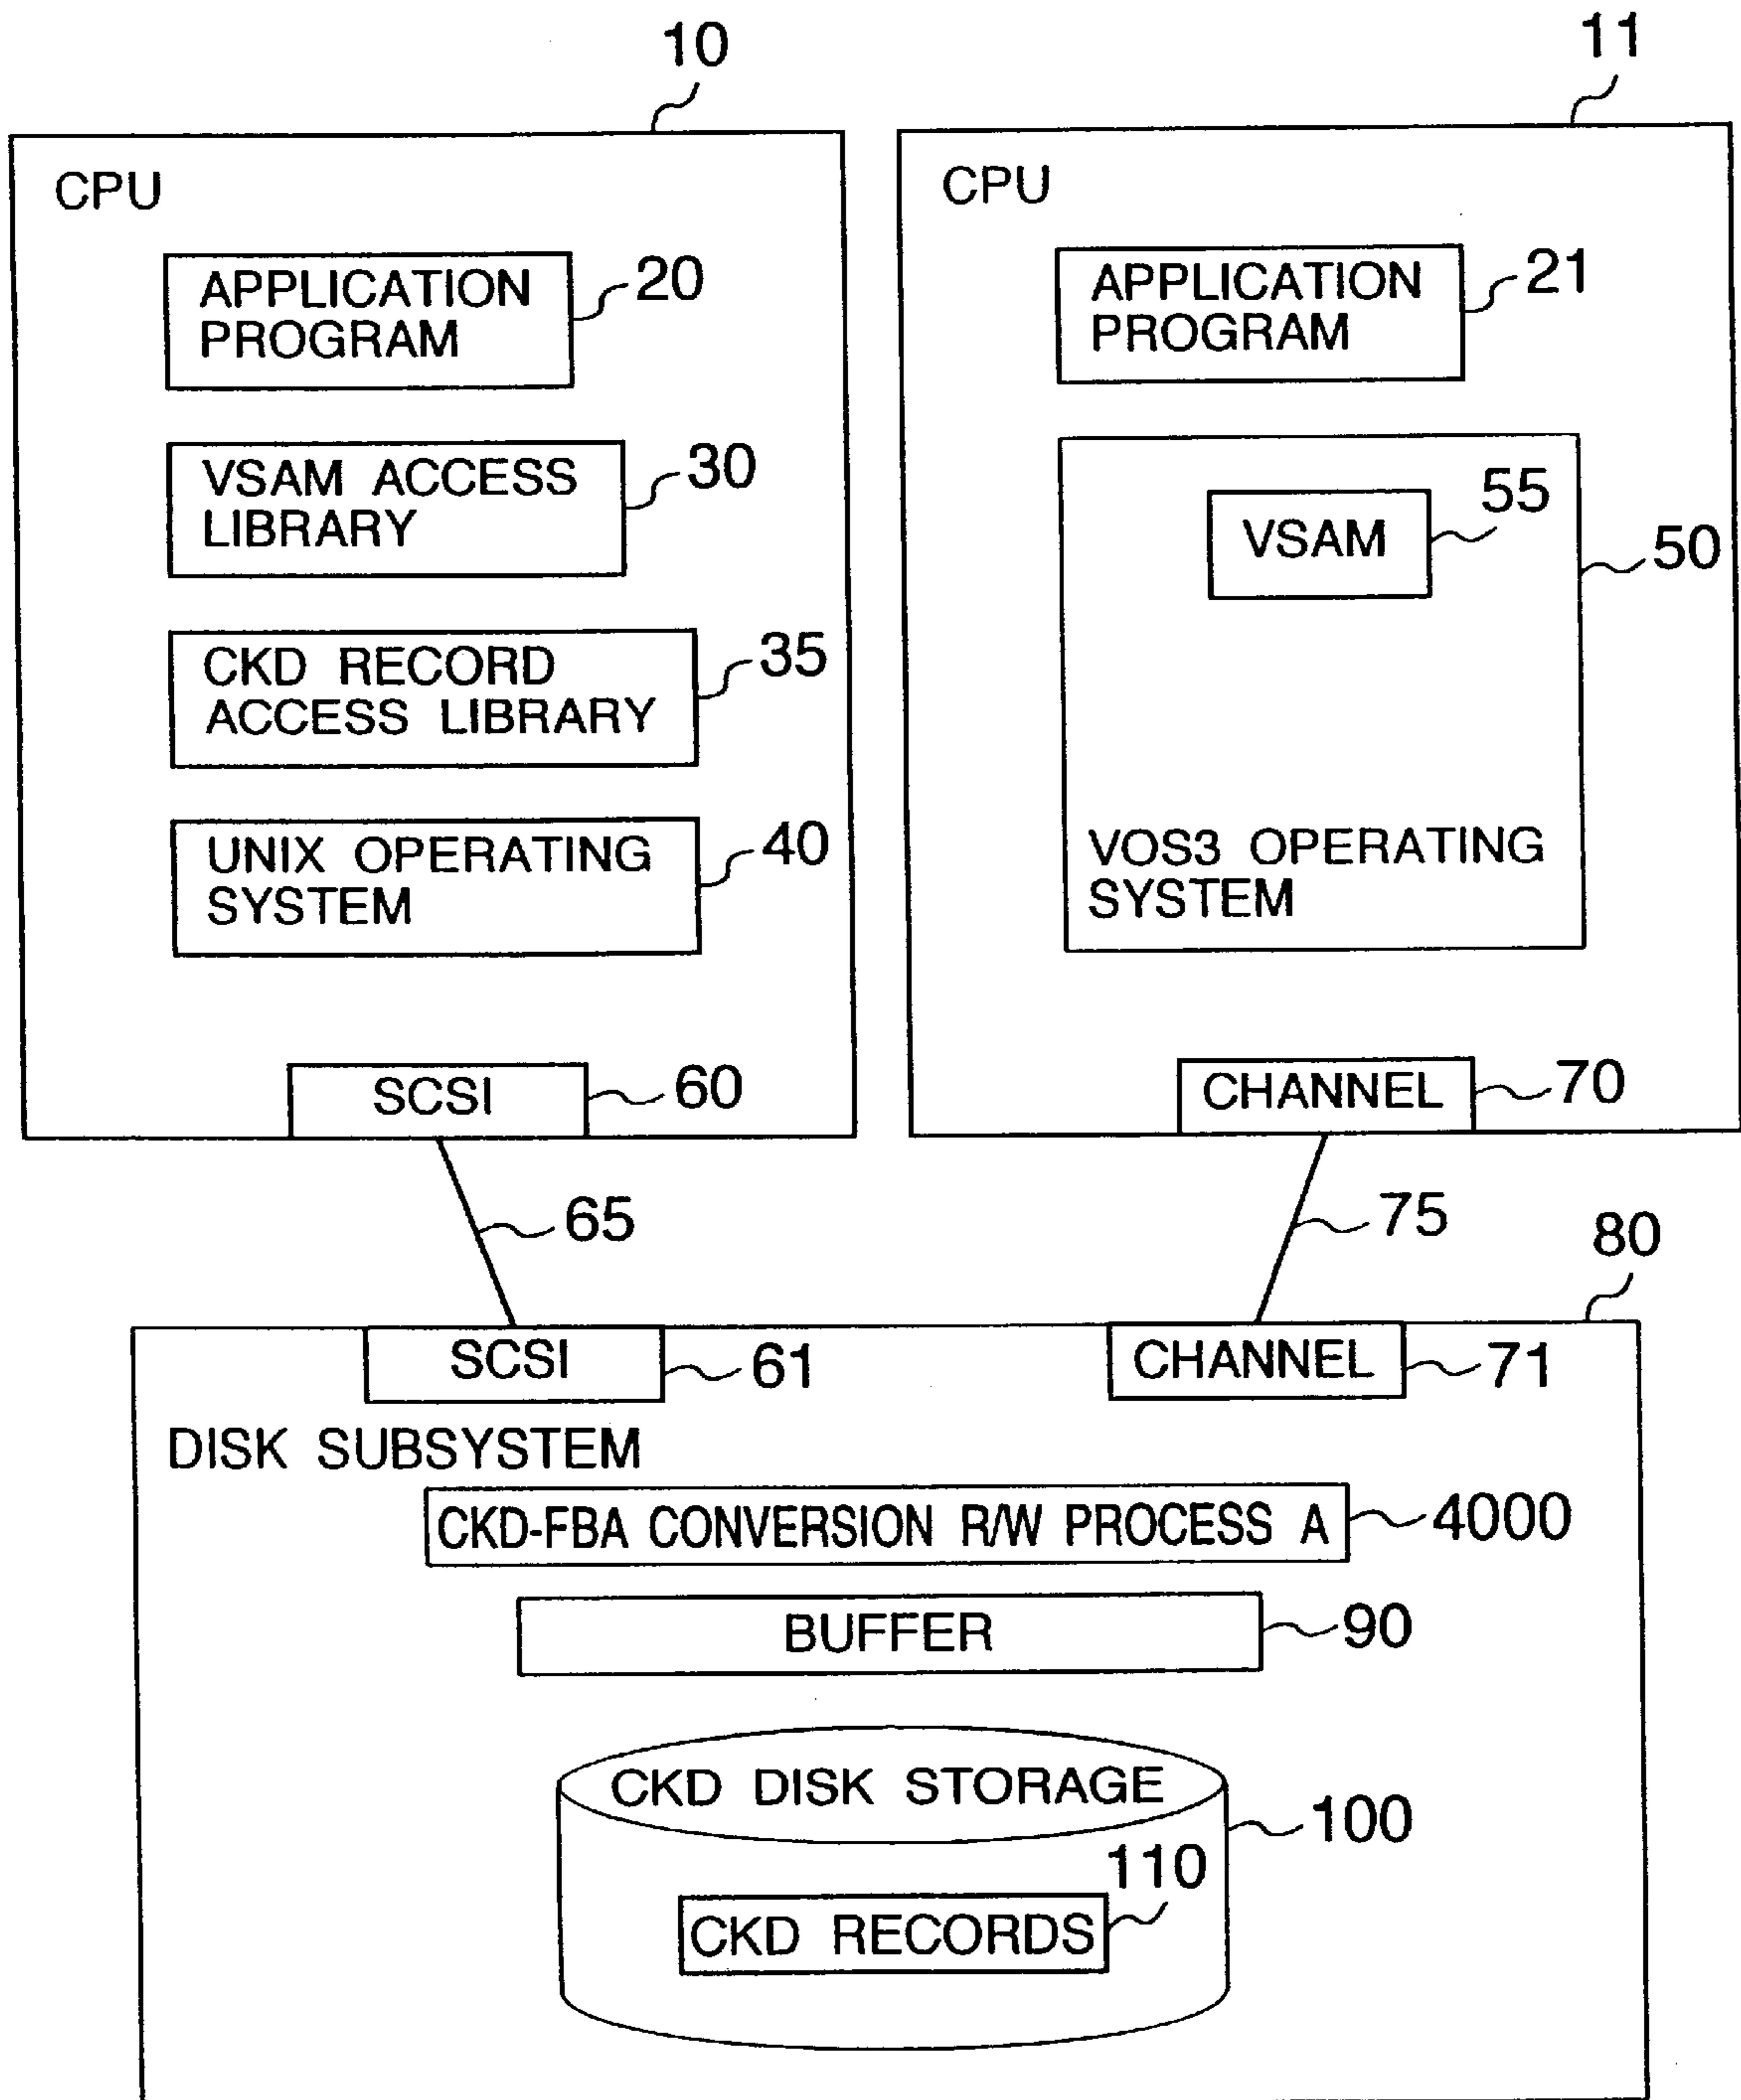 10
CPU
APPLICATION
PROGRAM
20
VSAM ACCESS
LIBRARY
30
CKD RECORD
ACCESS LIBRARY
35
UNIX OPERATING
SYSTEM
40
SCSI
60
11
CPU
APPLICATION
PROGRAM
21
VSAM
55
50
VOS3 OPERATING
SYSTEM
CHANNEL
70
65
75
80
SCSI
61
CHANNEL
71
DISK SUBSYSTEM
CKD-FBA CONVERSION R/W PROCESS A
4000
BUFFER
90
CKD DISK STORAGE
100
110
CKD RECORDS